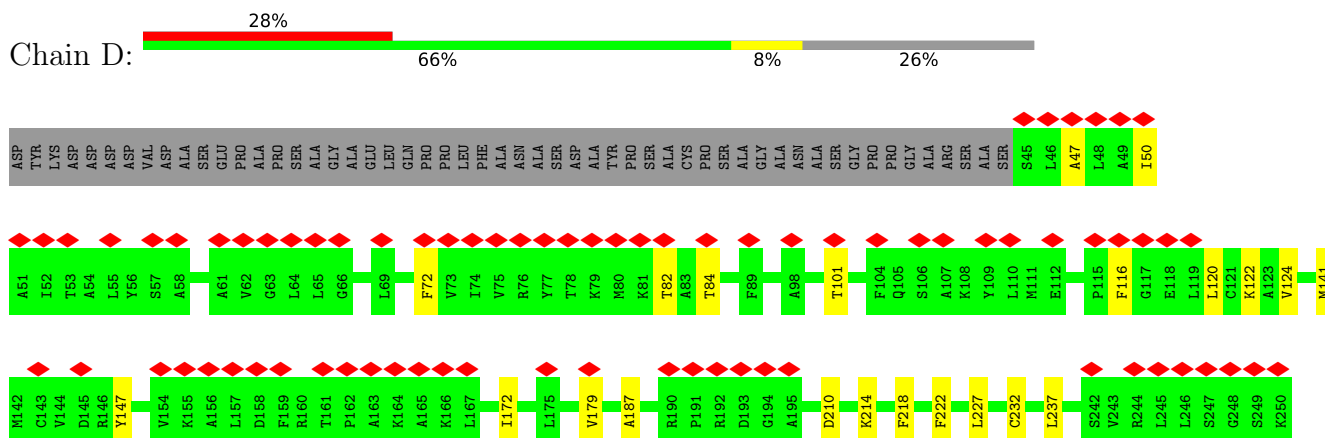 28%
Chain D:
66% 8% 26%
ASP TYR LYS ASP ASP ASP ASP VAL ASP ALA SER GLU PRO ALA PRO SER ALA GLY ALA GLU LEU GLN PRO PRO LEU PHE ALA ASN ALA SER ASP ALA TYR PRO SER ALA CYS PRO SER ALA GLY ALA ASN ALA SER GLY PRO PRO GLY ALA ARG SER ALA SER S45 L46 A47 L48 A49 I50
A51 I52 T53 A54 L55 Y56 S57 A58 A61 V62 G63 L64 L65 G66 L69 F72 V73 I74 V75 R76 Y77 T78 K79 M80 K81 T82 A83 T84 F89 A98 T101 F104 Q105 S106 A107 K108 Y109 L110 M111 E112 P115 F116 G117 E118 L119 L120 C121 K122 A123 V124 M141
M142 C143 V144 D145 R146 Y147 V154 K155 A156 L157 D158 F159 R160 T161 P162 A163 K164 A165 K166 L167 I172 L175 V179 A187 R190 P191 R192 D193 G194 A195 D210 K214 F218 F222 L227 C232 L237 S242 V243 R244 L245 L246 S247 G248 S249 K250